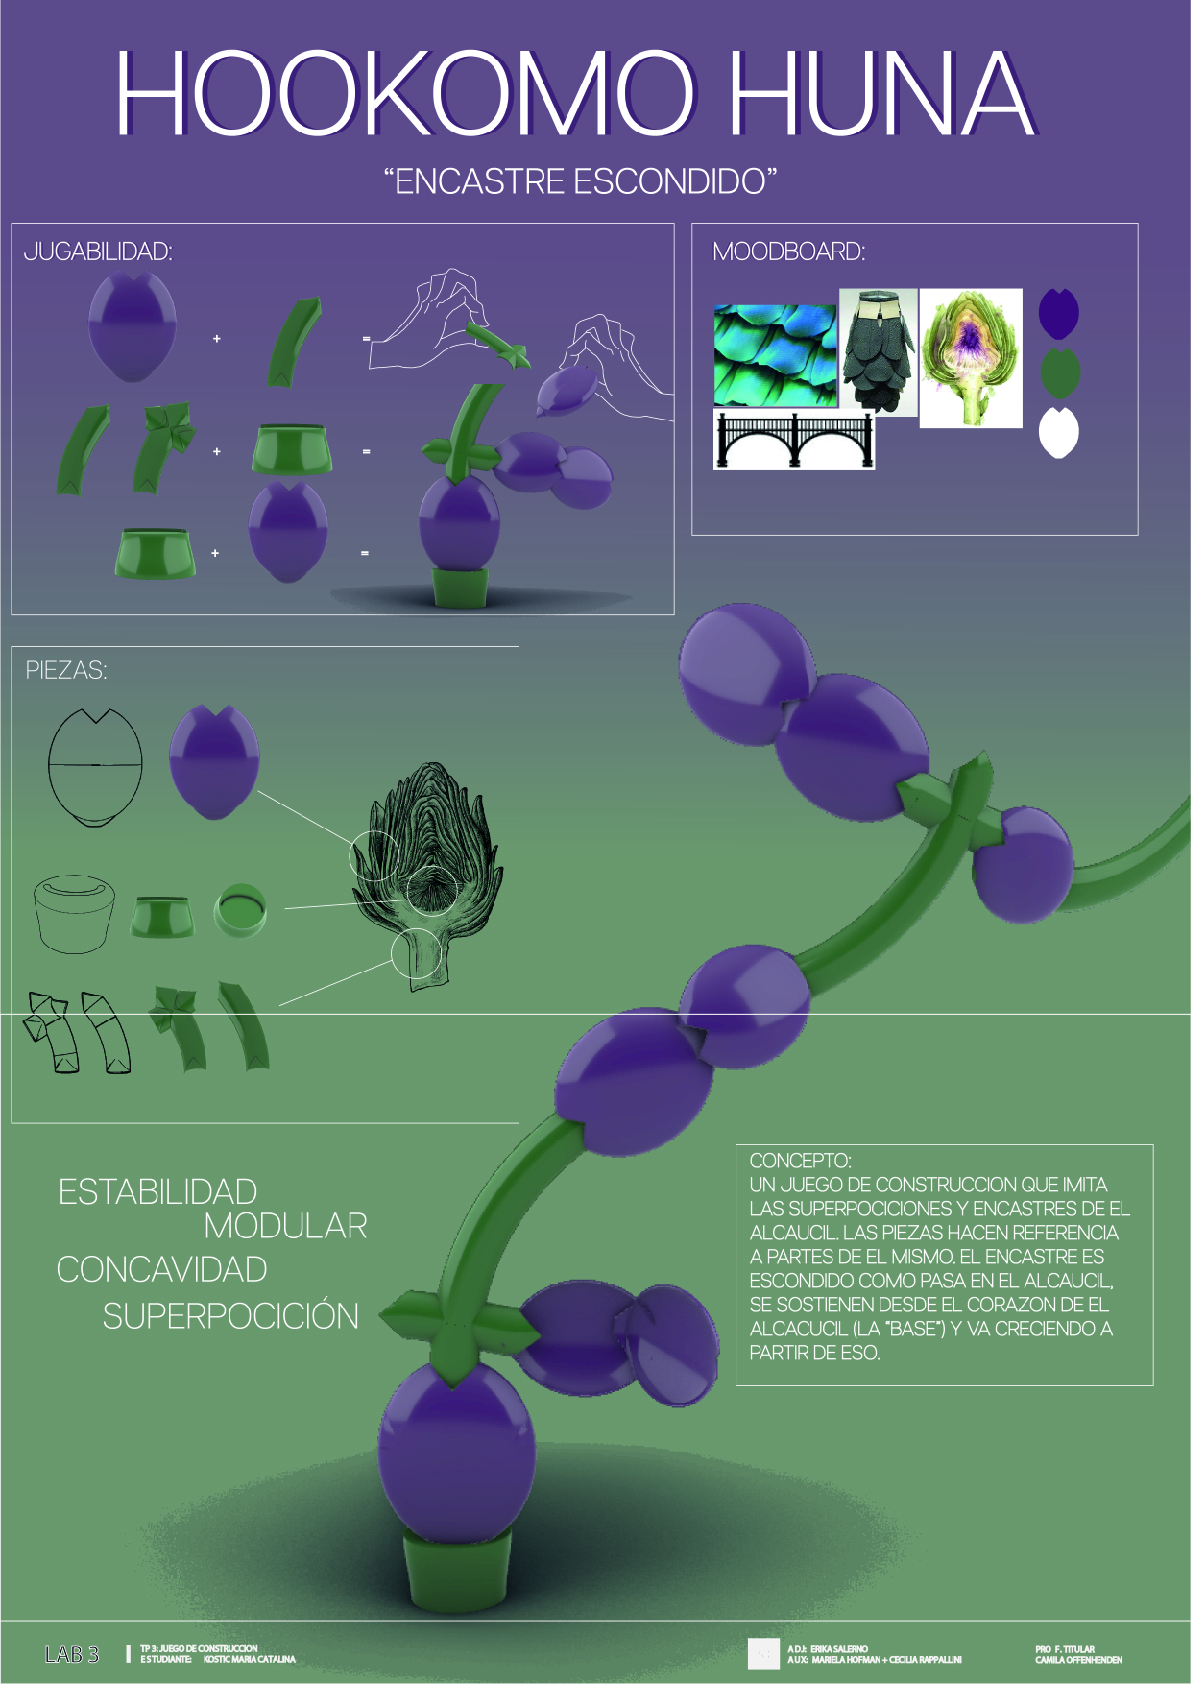 HOOKOMO HUNA
“ENCASTRE ESCONDIDO”
JUGABILIDAD:
+
=
+
=
+
=
MOODBOARD:
PIEZAS:
ESTABILIDAD
MODULAR
CONCAVIDAD
SUPERPOCICIÓN
CONCEPTO:
UN JUEGO DE CONSTRUCCION QUE IMITA
LAS SUPERPOCICIONES Y ENCASTRES DE EL
ALCAUCIL. LAS PIEZAS HACEN REFERENCIA
A PARTES DE EL MISMO. EL ENCASTRE ES
ESCONDIDO COMO PASA EN EL ALCAUCIL,
SE SOSTIENEN DESDE EL CORAZON DE EL
ALCACUCIL (LA “BASE”) Y VA CRECIENDO A
PARTIR DE ESO.
LAB 3
TP 3: JUEGO DE CONSTRUCCION
ESTUDIANTE: KOSTIC MARIA CATALINA
ADJ: ERIKA SALERNO
AUX: MARIELA HOFMAN + CECILIA RAPPALLINI
PRO F. TITULAR
CAMILA OFFENHENDEN